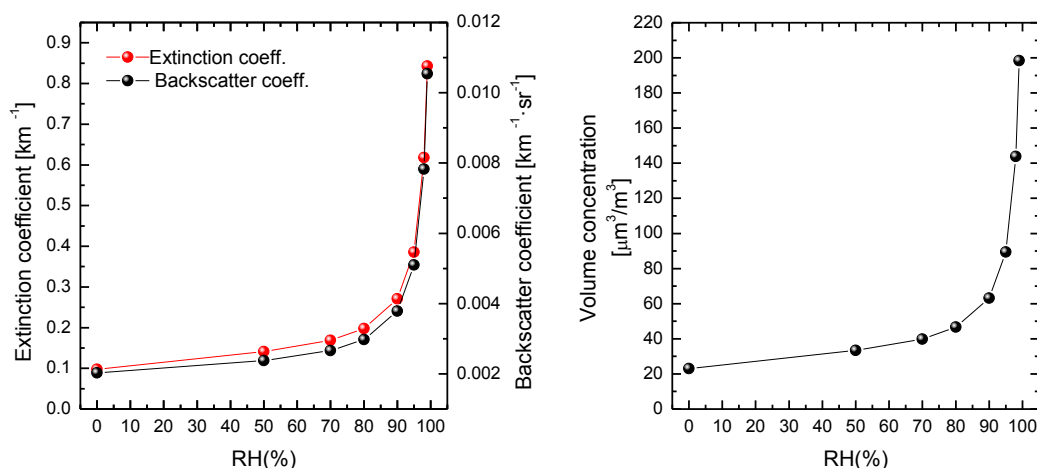 0.9
0.8
0.7
0.6
0.5
0.4
0.3
0.2
0.1
0.0
Extinction coefficient [km⁻¹]
Extinction coeff.
Backscatter coeff.
0 10 20 30 40 50 60 70 80 90 100
RH(%)
0.012
0.010
0.008
0.006
0.004
0.002
Backscatter coefficient [km⁻¹·sr⁻¹]
Volume concentration
[μm³/m³]
220
200
180
160
140
120
100
80
60
40
20
0
0 10 20 30 40 50 60 70 80 90 100
RH(%)